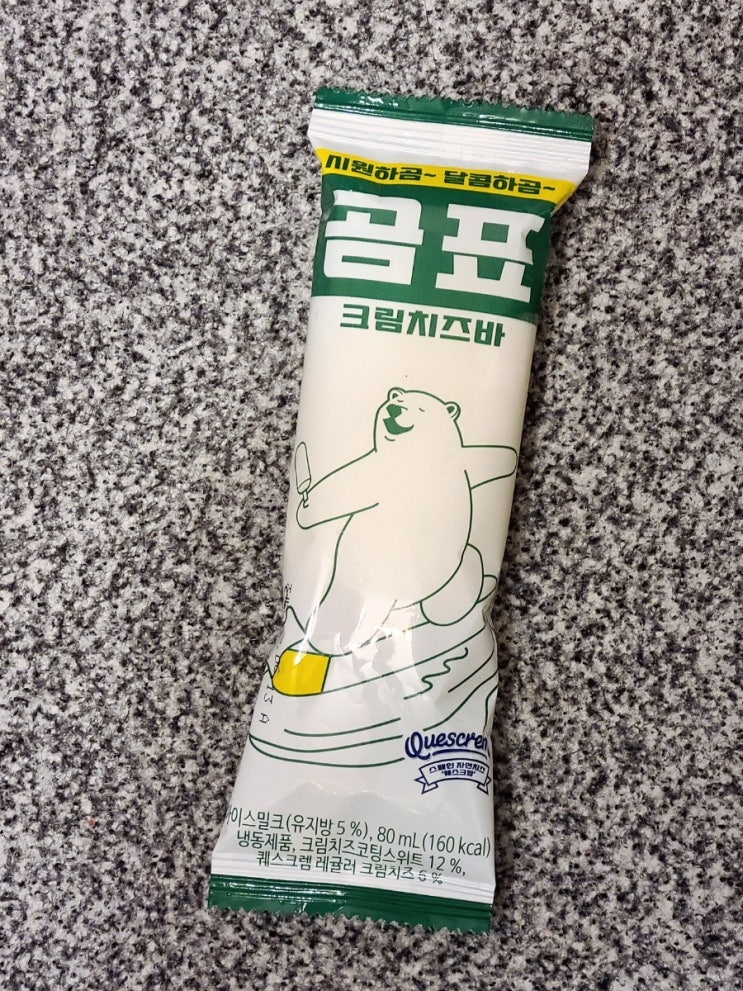 시원하곰~ 달콤하곰~
곰표
크림치즈바
Quescrem
스페인 자연치즈
'퀘스크렘'
아이스밀크(유지방 5 %), 80 mL(160 kcal)
냉동제품, 크림치즈코팅스위트 12 %,
퀘스크렘 레귤러 크림치즈 5 %